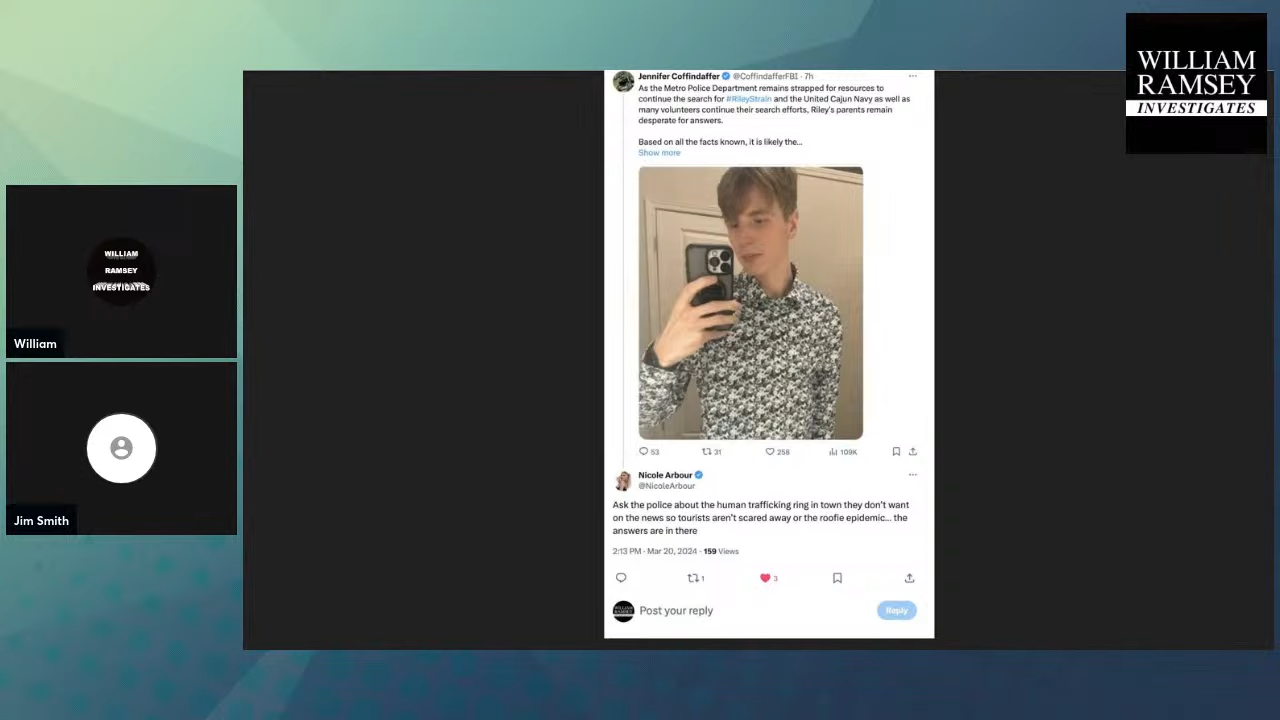 WILLIAM
RAMSEY
INVESTIGATES
WILLIAM
RAMSEY
INVESTIGATES
William
Jim Smith
Jennifer Coffindaffer @CoffindafferFBI · 7h
As the Metro Police Department remains strapped for resources to
continue the search for #RileyStrain and the United Cajun Navy as well as
many volunteers continue their search efforts, Riley's parents remain
desperate for answers.
Based on all the facts known, it is likely the...
Show more
53 31 258 109K
Nicole Arbour
@NicoleArbour
Ask the police about the human trafficking ring in town they don't want
on the news so tourists aren't scared away or the roofie epidemic... the
answers are in there
2:13 PM · Mar 20, 2024 · 159 Views
1 3
WILLIAM
RAMSEY
Post your reply
Reply